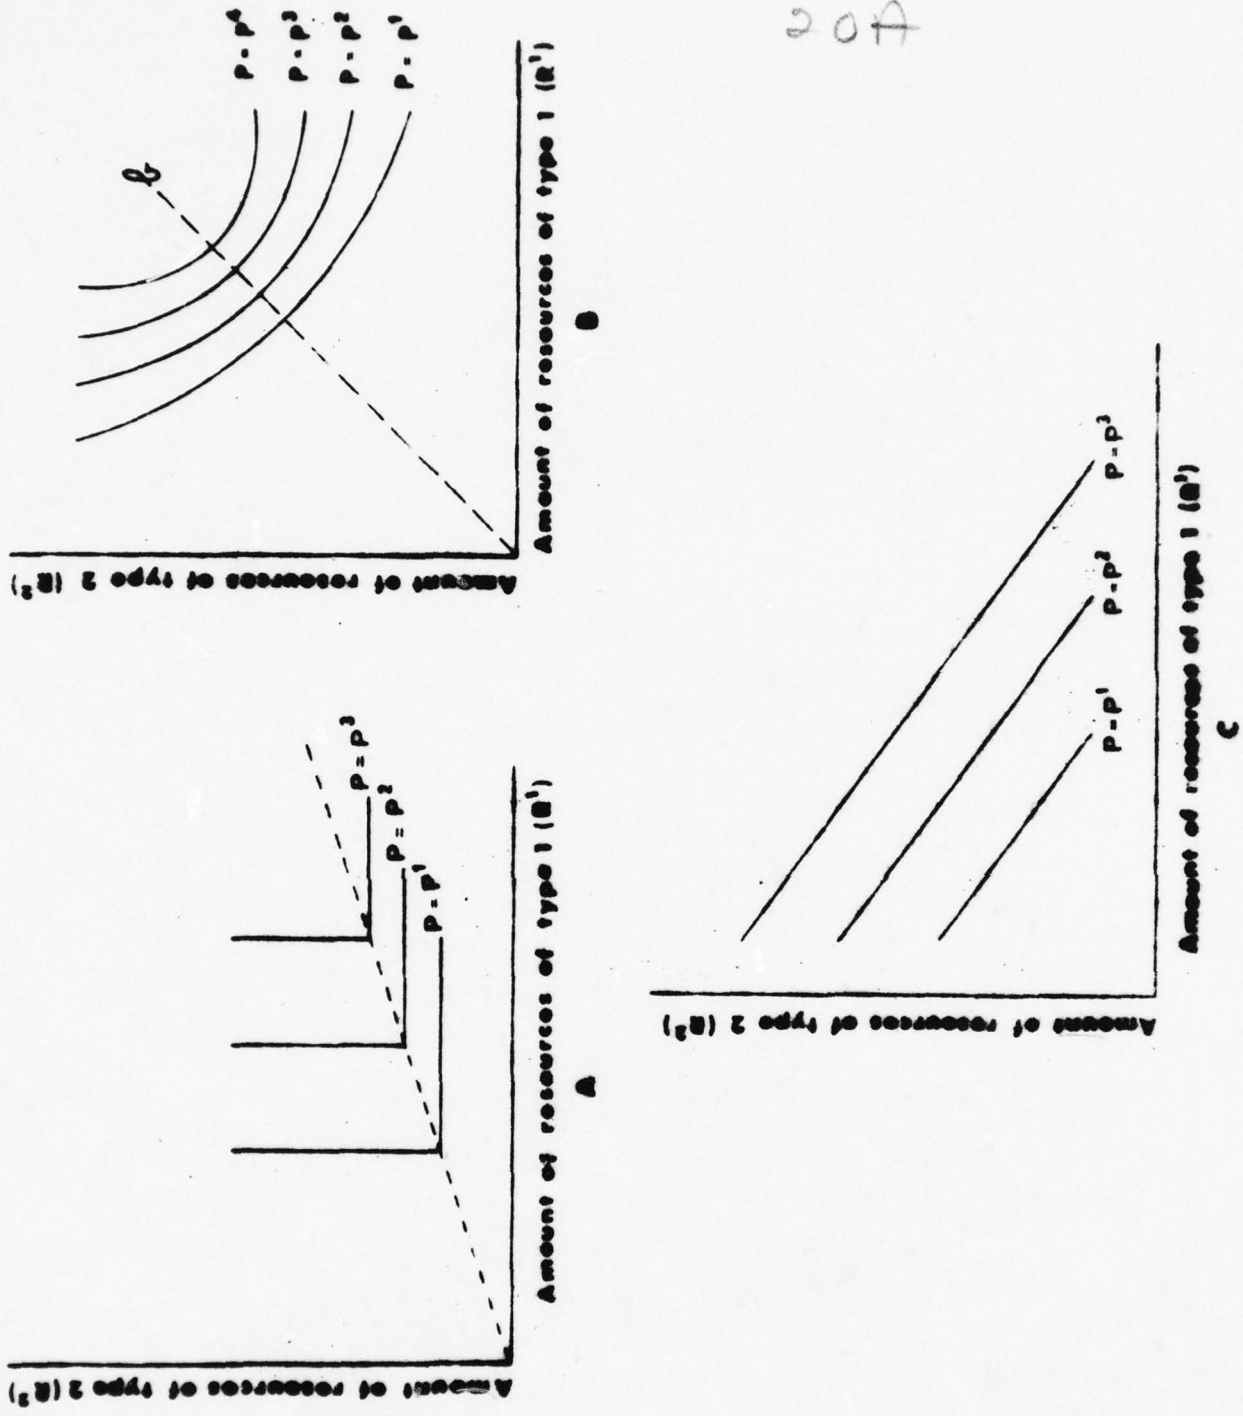 20A
Amount of resources of type 2 (R²)
P = P³
P = P²
P = P¹
Amount of resources of type 1 (R¹)
A
Amount of resources of type 2 (R²)
b
P = P⁴
P = P³
P = P²
P = P¹
Amount of resources of type 1 (R¹)
B
Amount of resources of type 2 (R²)
P = P³
P = P²
P = P¹
Amount of resources of type 1 (R¹)
C